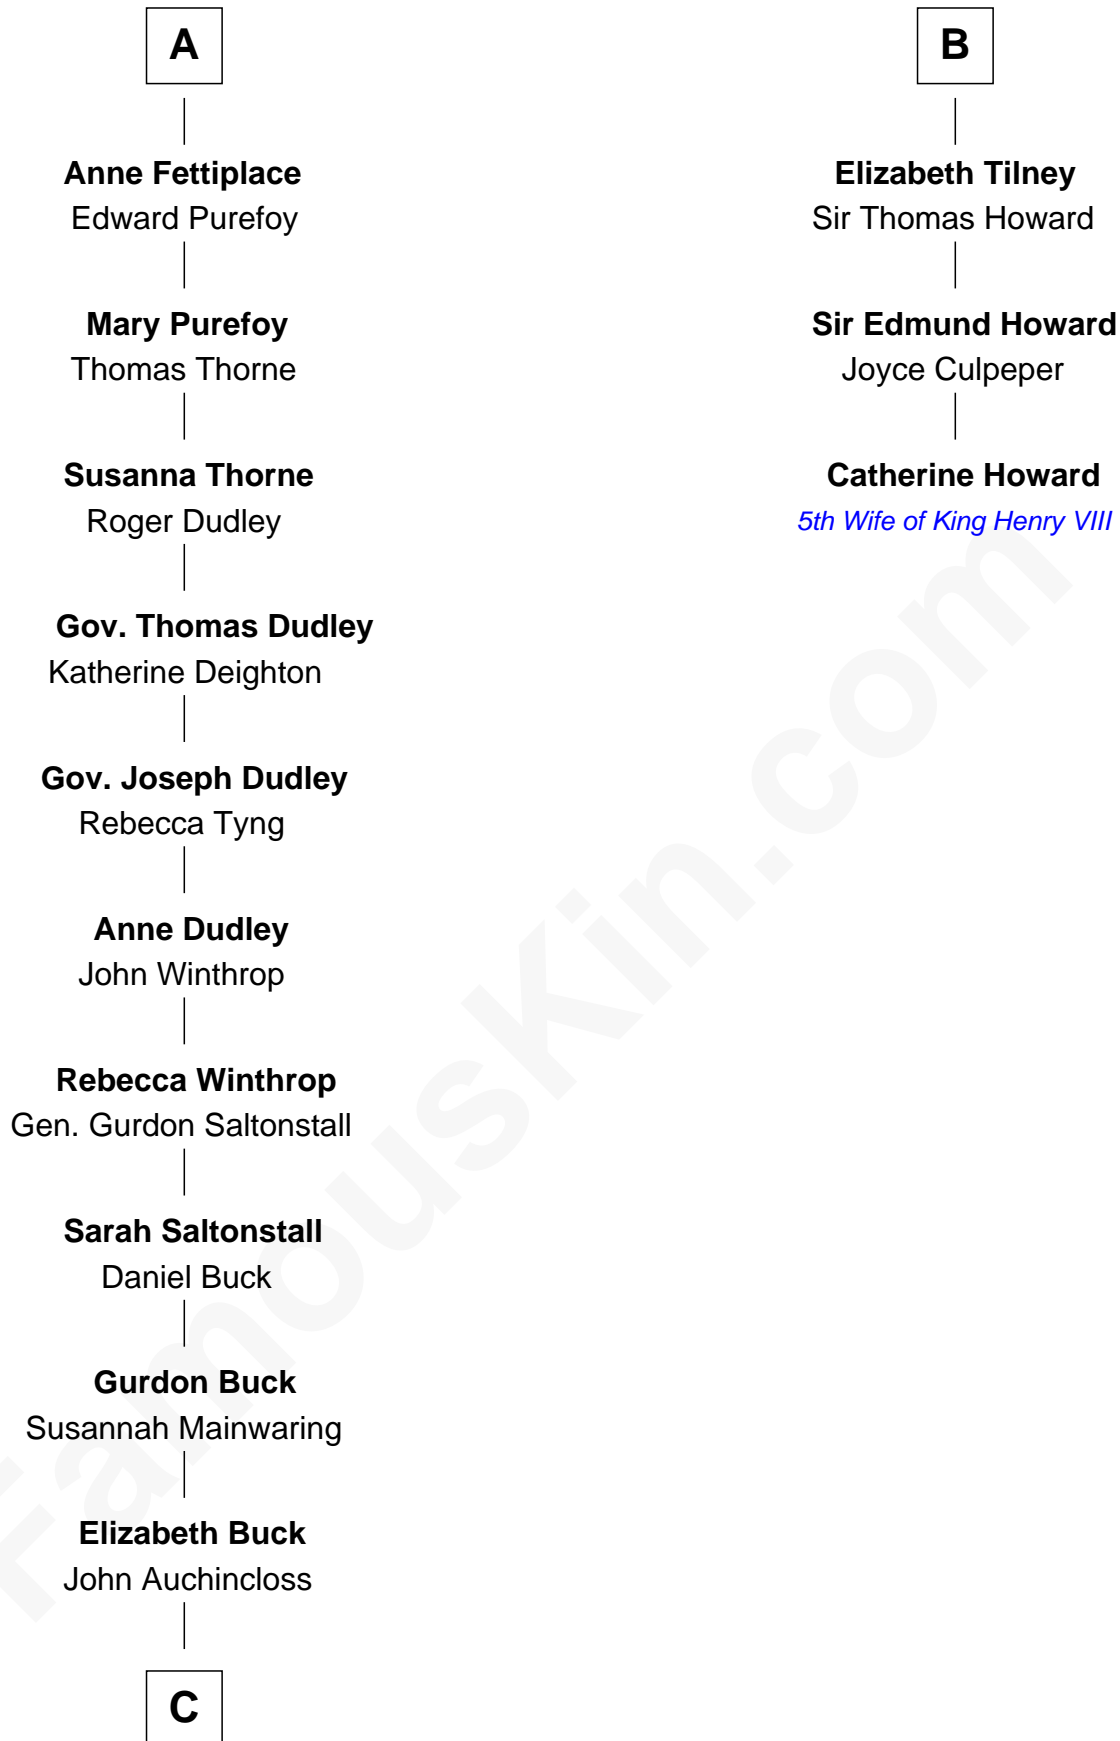 A
Anne Fettiplace
Edward Purefoy
Mary Purefoy
Thomas Thorne
Susanna Thorne
Roger Dudley
Gov. Thomas Dudley
Katherine Deighton
Gov. Joseph Dudley
Rebecca Tyng
Anne Dudley
John Winthrop
Rebecca Winthrop
Gen. Gurdon Saltonstall
Sarah Saltonstall
Daniel Buck
Gurdon Buck
Susannah Mainwaring
Elizabeth Buck
John Auchincloss
C
B
Elizabeth Tilney
Sir Thomas Howard
Sir Edmund Howard
Joyce Culpeper
Catherine Howard
5th Wife of King Henry VIII
FamousKin.com